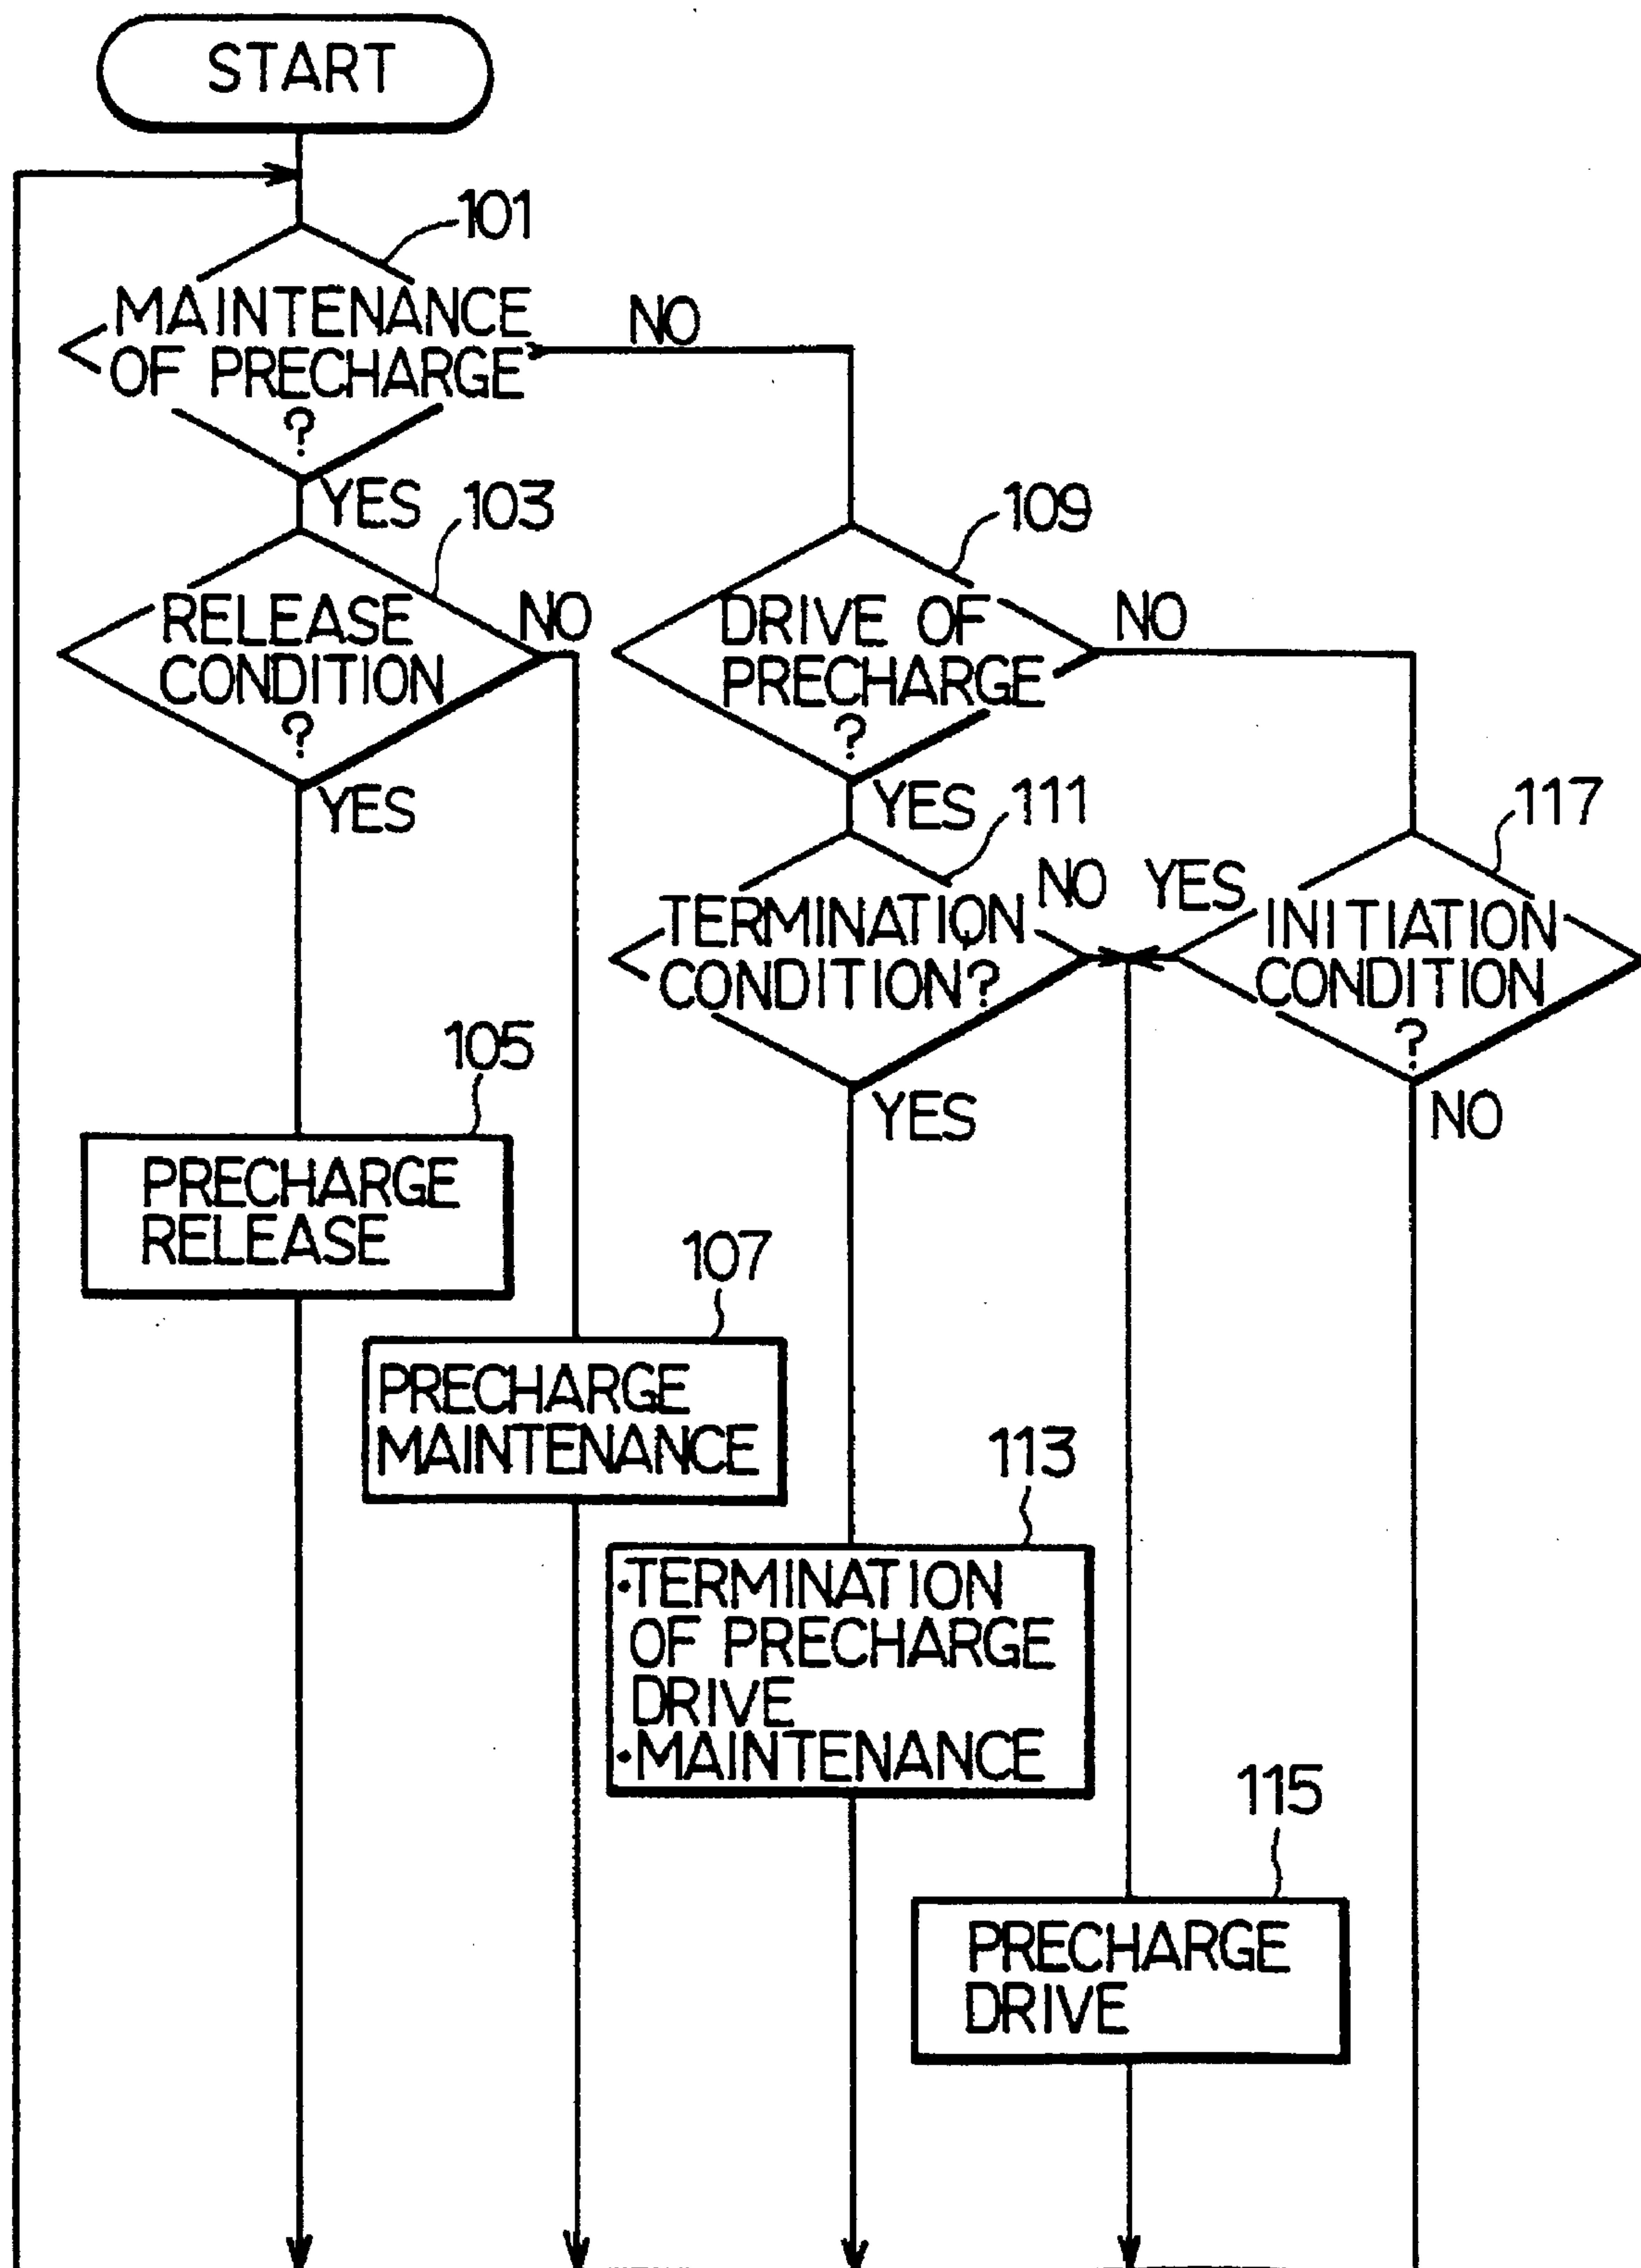 START
101
MAINTENANCE
OF PRECHARGE
?
NO
YES
103
RELEASE
CONDITION
?
NO
YES
109
DRIVE OF
PRECHARGE
?
NO
YES
111
TERMINATION
CONDITION?
NO
YES
117
INITIATION
CONDITION
?
YES
NO
105
PRECHARGE
RELEASE
107
PRECHARGE
MAINTENANCE
113
·TERMINATION
OF PRECHARGE
DRIVE
·MAINTENANCE
115
PRECHARGE
DRIVE